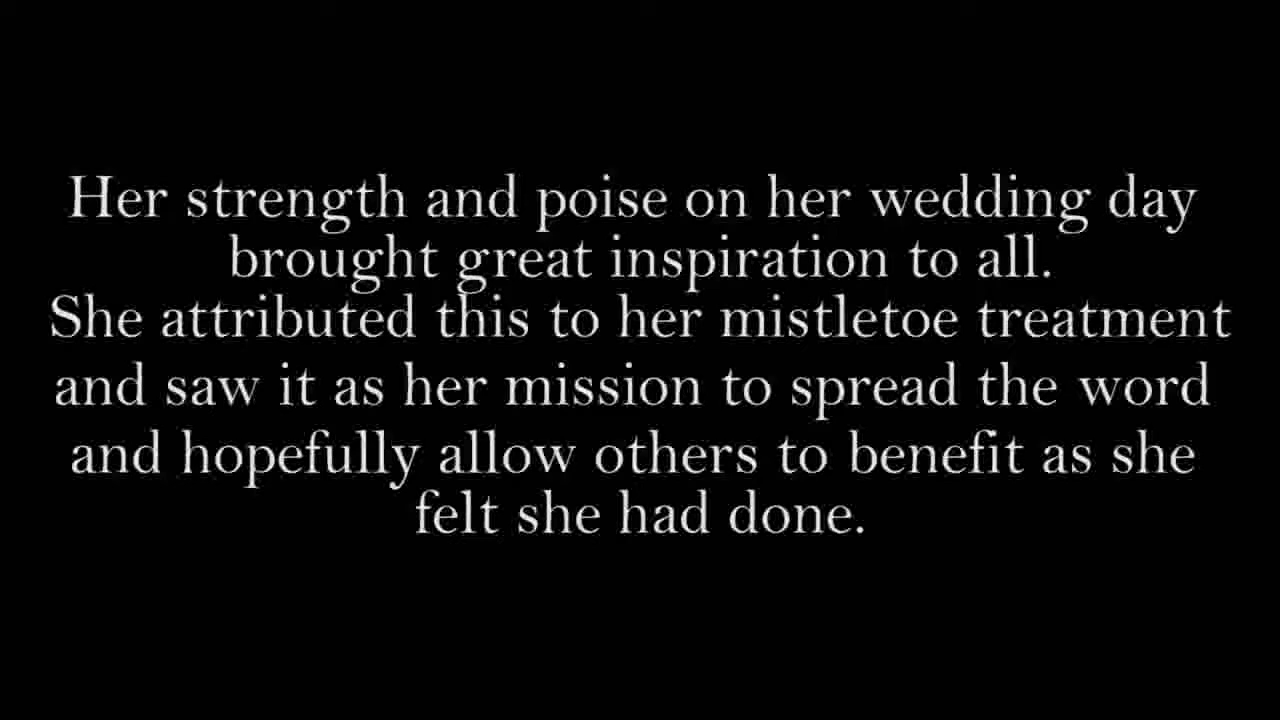 Her strength and poise on her wedding day
brought great inspiration to all.
She attributed this to her mistletoe treatment
and saw it as her mission to spread the word
and hopefully allow others to benefit as she
felt she had done.